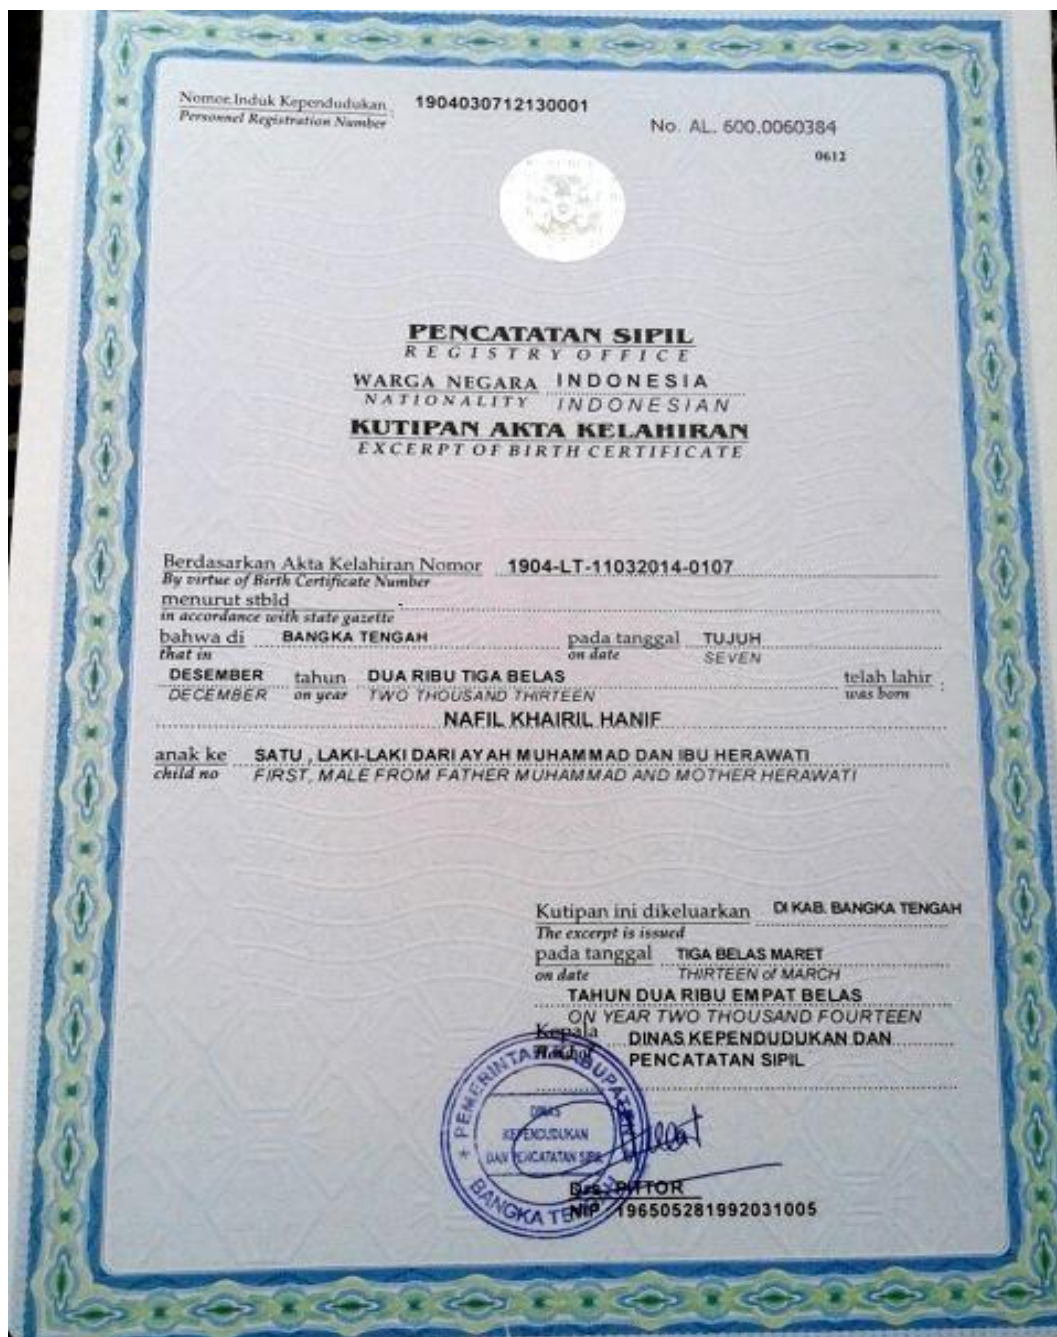 Nomor Induk Kependudukan : 1904030712130001
Personnel Registration Number
No. AL. 600.0060384
0612
PENCATATAN SIPIL
REGISTRY OFFICE
WARGA NEGARA INDONESIA
NATIONALITY INDONESIAN
KUTIPAN AKTA KELAHIRAN
EXCERPT OF BIRTH CERTIFICATE
Berdasarkan Akta Kelahiran Nomor 1904-LT-11032014-0107
By virtue of Birth Certificate Number
menurut stbld
in accordance with state gazette
bahwa di BANGKA TENGAH pada tanggal TUJUH
that in on date SEVEN
DESEMBER tahun DUA RIBU TIGA BELAS telah lahir :
DECEMBER on year TWO THOUSAND THIRTEEN was born
NAFIL KHAIRIL HANIF
anak ke SATU , LAKI-LAKI DARI AYAH MUHAMMAD DAN IBU HERAWATI
child no FIRST, MALE FROM FATHER MUHAMMAD AND MOTHER HERAWATI
Kutipan ini dikeluarkan DI KAB. BANGKA TENGAH
The excerpt is issued
pada tanggal TIGA BELAS MARET
on date THIRTEEN of MARCH
TAHUN DUA RIBU EMPAT BELAS
ON YEAR TWO THOUSAND FOURTEEN
Kepala DINAS KEPENDUDUKAN DAN
PENCATATAN SIPIL
PEMERINTAH KABUPATEN
DINAS
KEPENDUDUKAN
DAN PENCATATAN SIPIL
BANGKA TENGAH
Drs. PITTOR
NIP. 196505281992031005